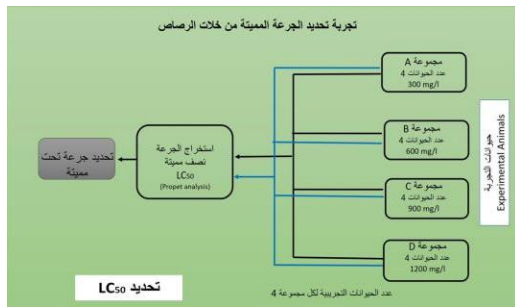 تجربة تحديد الجرعة المميتة من خلات الرصاص
مجموعة A
عدد الحيوانات
4
300 mg/l
مجموعة B
عدد الحيوانات
4
600 mg/l
مجموعة C
عدد الحيوانات
4
900 mg/l
مجموعة D
عدد الحيوانات
4
1200 mg/l
حيوانات التجربة
Experimental Animals
استخراج الجرعة
نصف مميتة
LC50
(Propet analysis)
تحديد جرعة تحت
مميتة
عدد الحيوانات التجريبية لكل مجموعة 4
تحديد LC50